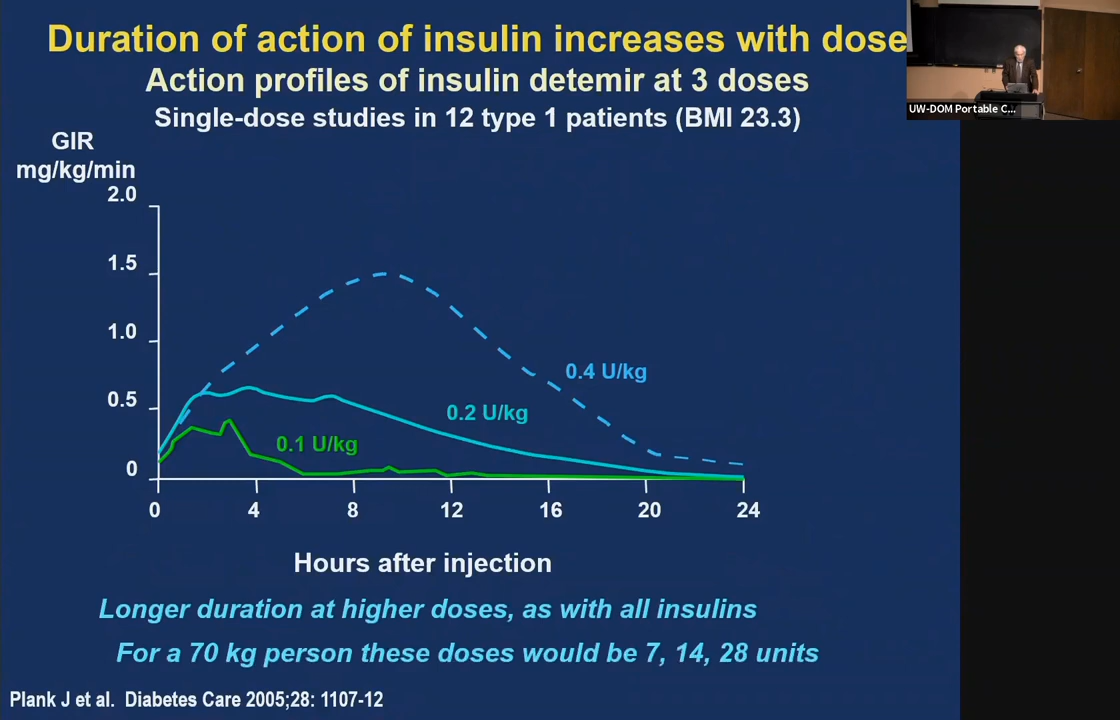 Duration of action of insulin increases with dose
Action profiles of insulin detemir at 3 doses
Single-dose studies in 12 type 1 patients (BMI 23.3)
UW-DOM Portable C...
GIR
mg/kg/min
2.0
1.5
1.0
0.5
0
0.4 U/kg
0.2 U/kg
0.1 U/kg
0 4 8 12 16 20 24
Hours after injection
Longer duration at higher doses, as with all insulins
For a 70 kg person these doses would be 7, 14, 28 units
Plank J et al. Diabetes Care 2005;28: 1107-12